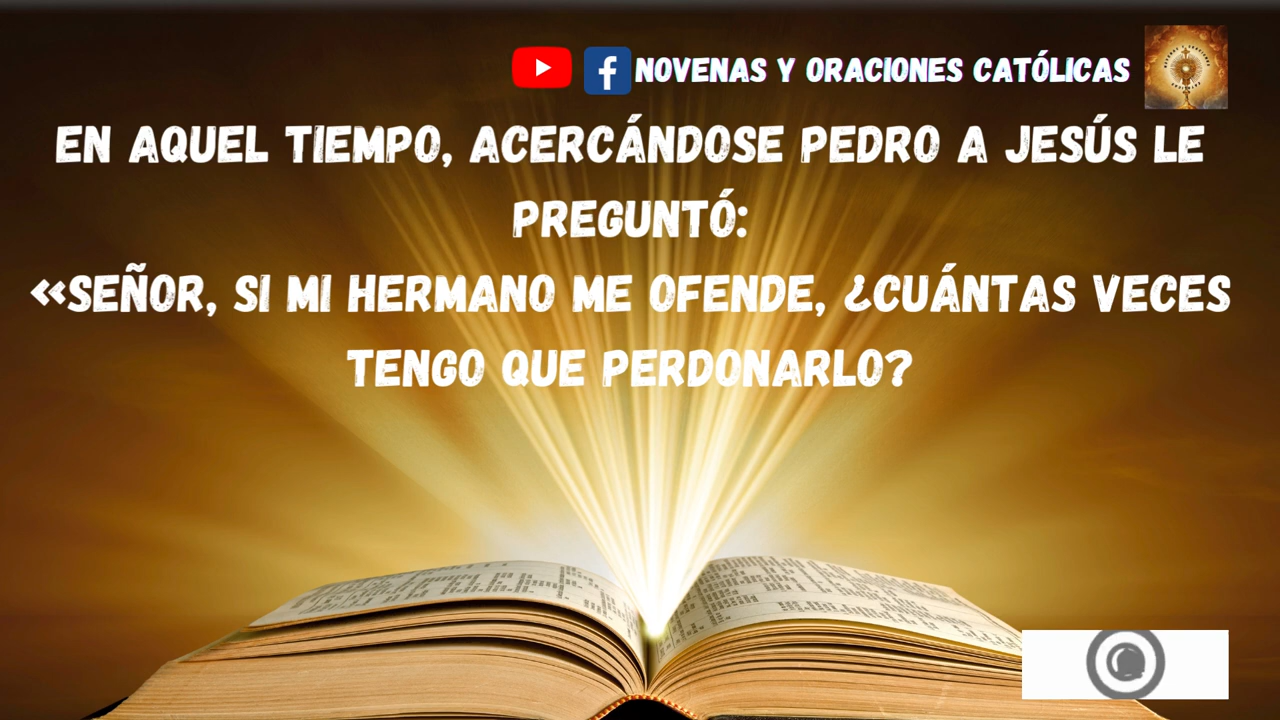 NOVENAS Y ORACIONES CATÓLICAS
EN AQUEL TIEMPO, ACERCÁNDOSE PEDRO A JESÚS LE
PREGUNTÓ:
«SEÑOR, SI MI HERMANO ME OFENDE, ¿CUÁNTAS VECES
TENGO QUE PERDONARLO?